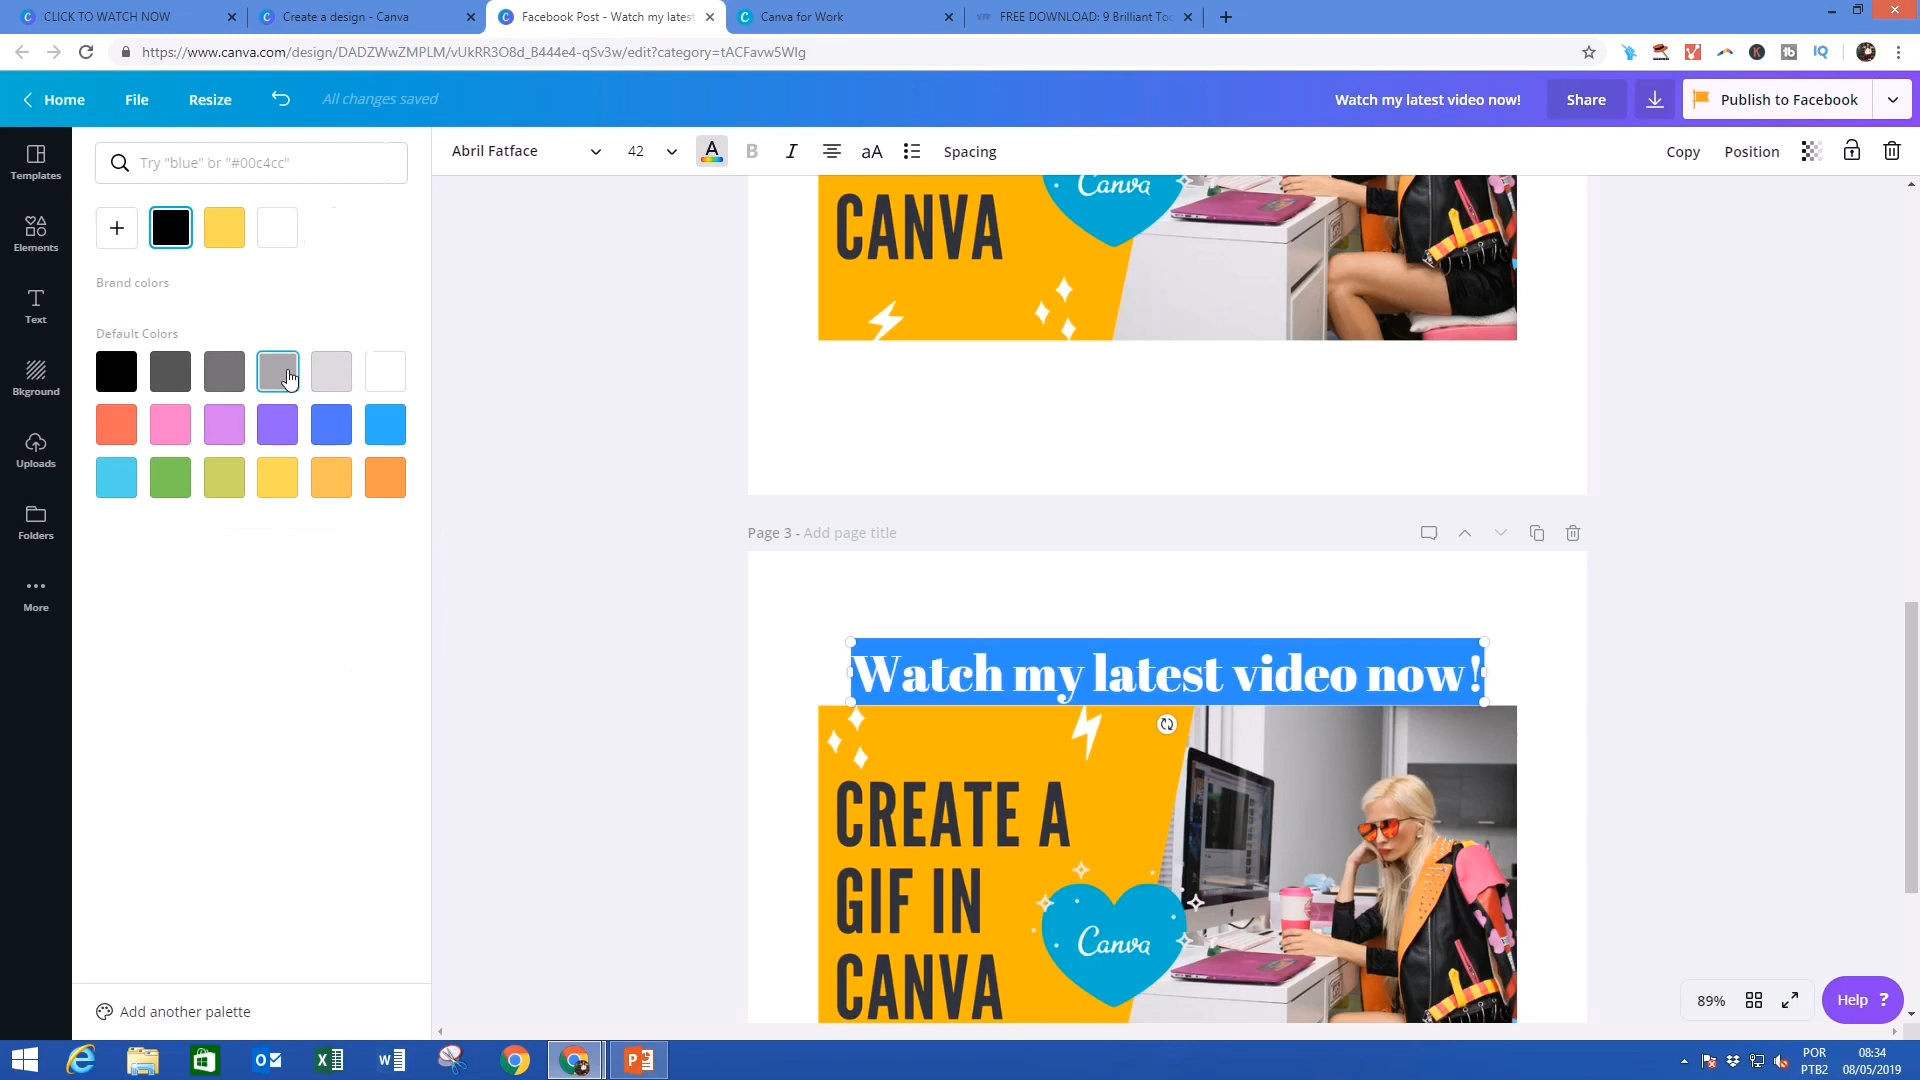 CLICK TO WATCH NOW
Create a design - Canva
Facebook Post - Watch my latest
Canva for Work
FREE DOWNLOAD: 9 Brilliant Too
https://www.canva.com/design/DADZWwZMPLM/vUkRR3O8d_B444e4-qSv3w/edit?category=tACFavw5WIg
Home
File
Resize
All changes saved
Watch my latest video now!
Share
Publish to Facebook
Templates
Elements
Text
Bkground
Uploads
Folders
More
Try "blue" or "#00c4cc"
Brand colors
Default Colors
Add another palette
Abril Fatface
42
A
B
I
aA
Spacing
Copy
Position
Canva
CANVA
Page 3 - Add page title
Watch my latest video now!
CREATE A
GIF IN
CANVA
Canva
89%
Help ?
POR
PTB2
08:34
08/05/2019